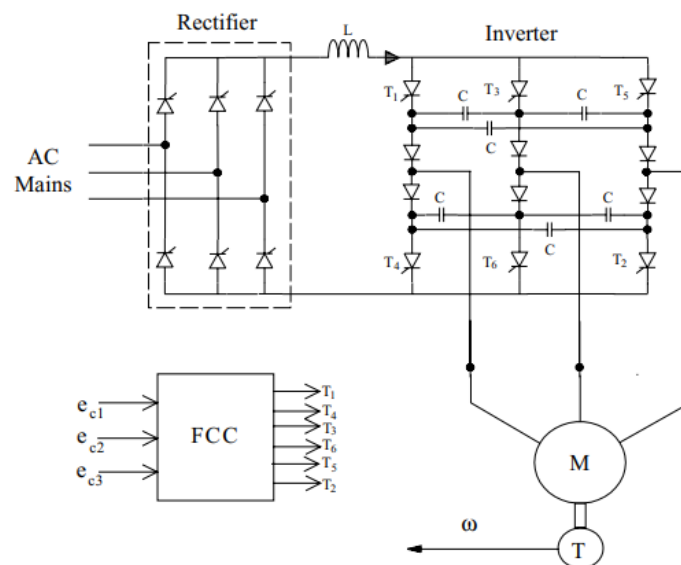 Rectifier
L
Inverter
T1
T3
T5
C
C
C
AC
Mains
C
C
C
T4
T6
T2
ec1
ec2
ec3
FCC
T1
T4
T3
T6
T5
T2
M
ω
T